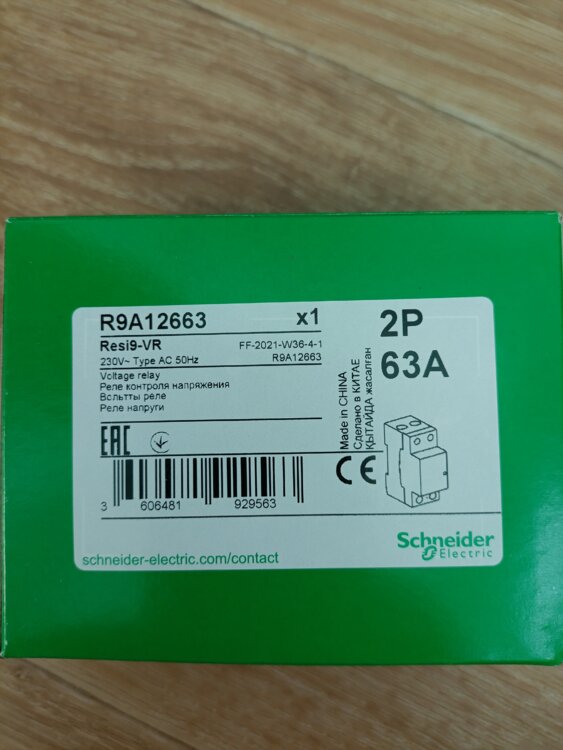 R9A12663 x1
Resi9-VR FF-2021-W36-4-1
230V~ Type AC 50Hz R9A12663
Voltage relay
Реле контроля напряжения
Вольтты реле
Реле напруги
EAC
3 606481 929563
schneider-electric.com/contact
Made in CHINA
Сделано в КИТАЕ
ҚЫТАЙДА жасалған
CE
2P
63A
Schneider
Electric